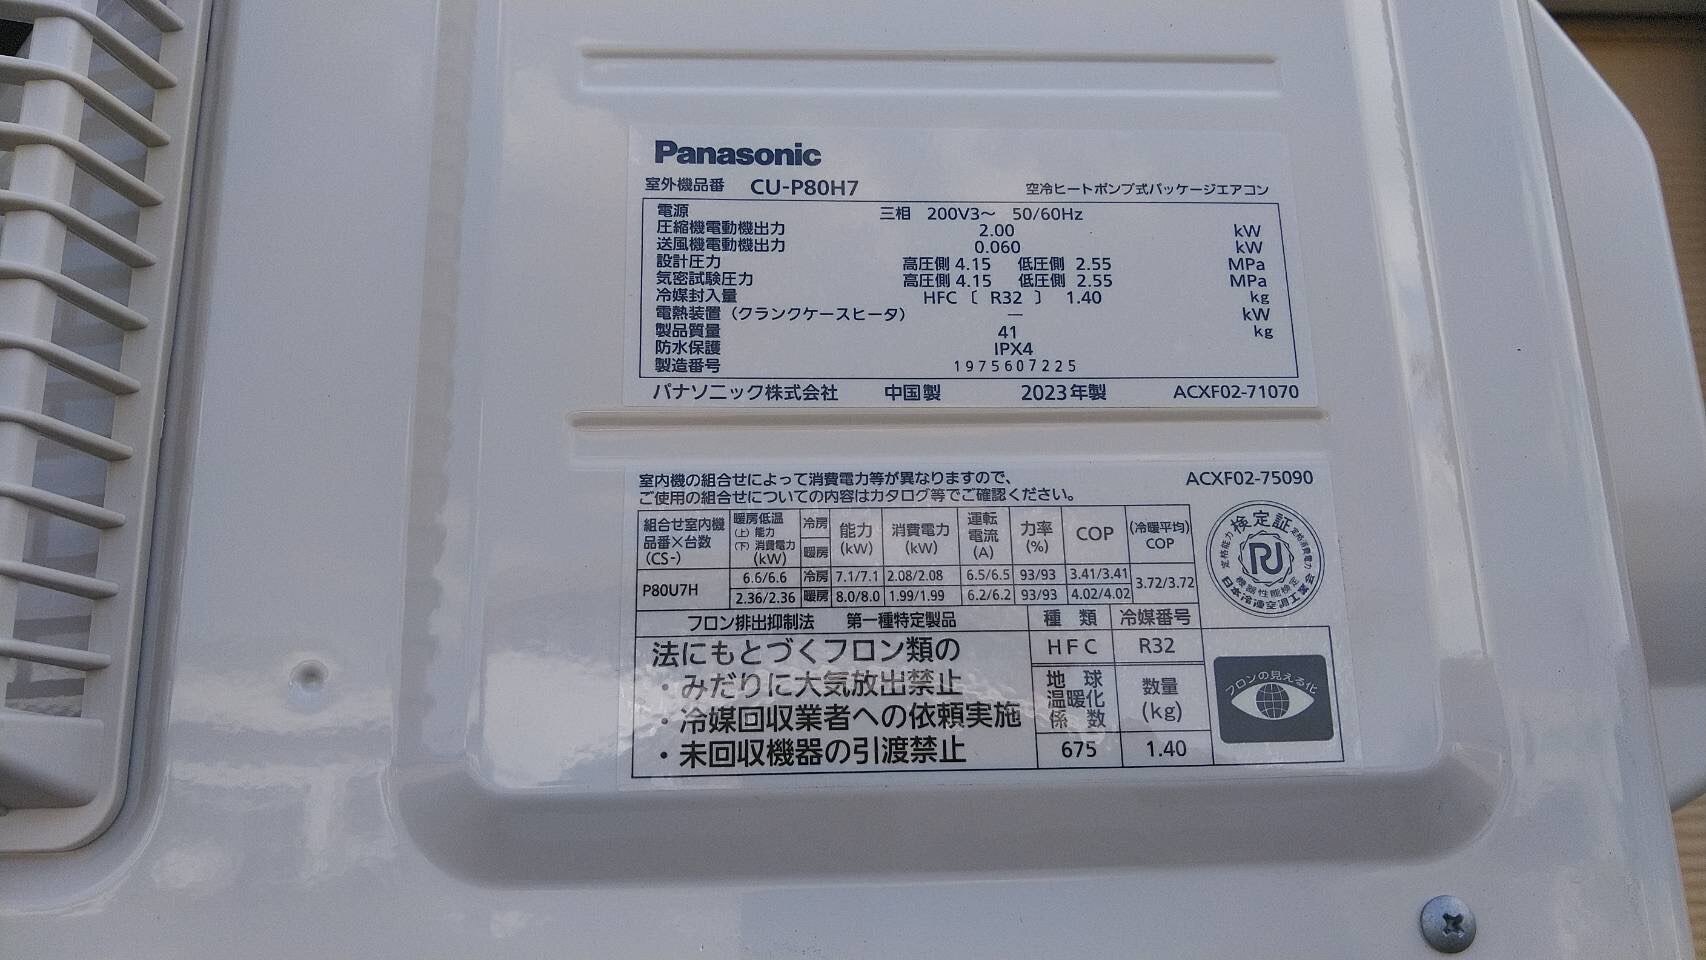 Panasonic
室外機品番 CU-P80H7 空冷ヒートポンプ式パッケージエアコン
電源 三相 200V3～ 50/60Hz
圧縮機電動機出力 2.00 kW
送風機電動機出力 0.060 kW
設計圧力 高圧側 4.15 低圧側 2.55 MPa
気密試験圧力 高圧側 4.15 低圧側 2.55 MPa
冷媒封入量 HFC〔 R32 〕 1.40 kg
電熱装置(クランクケースヒータ) — kW
製品質量 41 kg
防水保護 IPX4
製造番号 1975607225
パナソニック株式会社 中国製 2023年製 ACXF02-71070
室内機の組合せによって消費電力等が異なりますので、 ACXF02-75090
ご使用の組合せについての内容はカタログ等でご確認ください。
組合せ室内機 品番×台数 (CS-) 暖房低温 (上) 能力 (下) 消費電力 (kW) 冷房 暖房 能力 (kW) 消費電力 (kW) 運転電流 (A) 力率 (%) COP (冷暖平均) COP
P80U7H 6.6/6.6 冷房 7.1/7.1 2.08/2.08 6.5/6.5 93/93 3.41/3.41 3.72/3.72
2.36/2.36 暖房 8.0/8.0 1.99/1.99 6.2/6.2 93/93 4.02/4.02
検定証
定格能力 定格消費電力
機器性能検定
日本冷凍空調工業会
フロン排出抑制法 第一種特定製品 種類 冷媒番号
法にもとづくフロン類の HFC R32
・みだりに大気放出禁止
・冷媒回収業者への依頼実施
・未回収機器の引渡禁止
地球温暖化係数 数量 (kg)
675 1.40
フロンの見える化